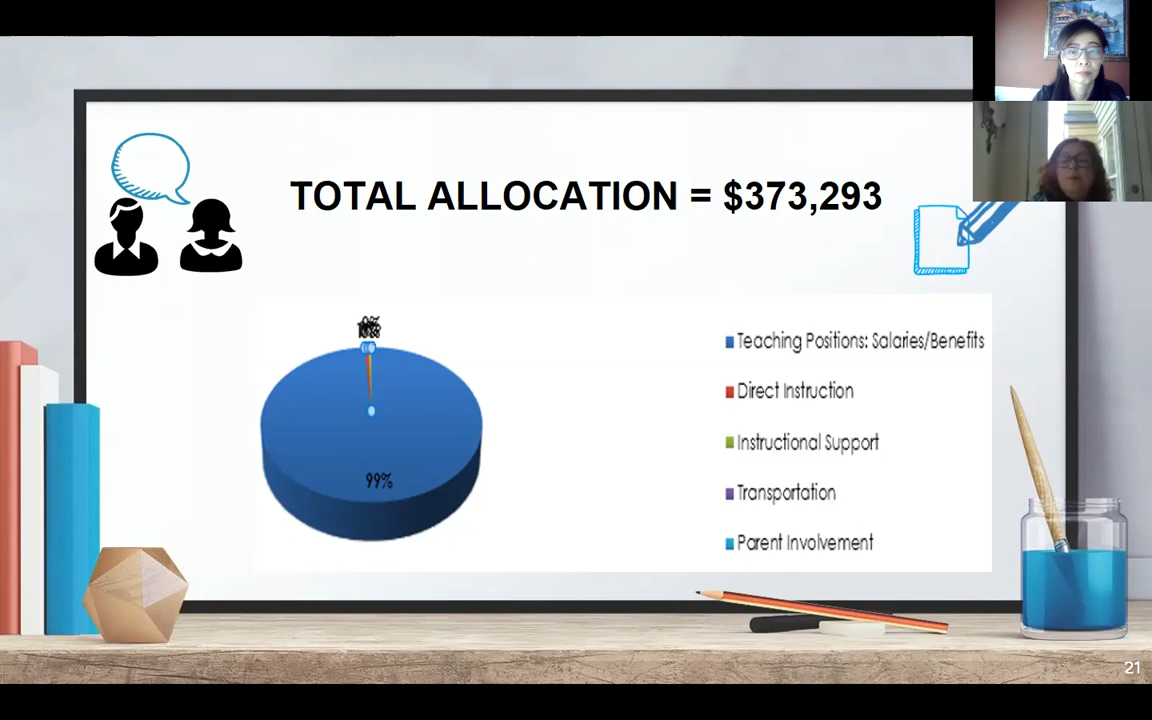 TOTAL ALLOCATION = $373,293
99%
Teaching Positions: Salaries/Benefits
Direct Instruction
Instructional Support
Transportation
Parent Involvement
21